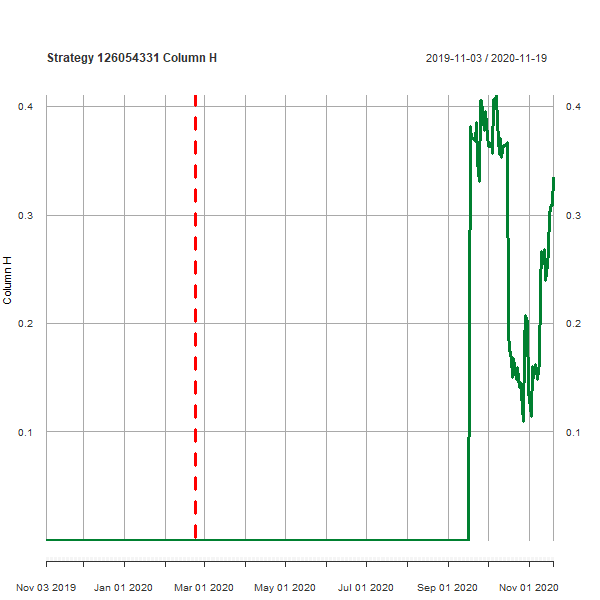 Strategy 126054331 Column H
2019-11-03 / 2020-11-19
0.4
0.4
0.3
0.3
Column H
0.2
0.2
0.1
0.1
Nov 03 2019
Jan 01 2020
Mar 01 2020
May 01 2020
Jul 01 2020
Sep 01 2020
Nov 01 2020